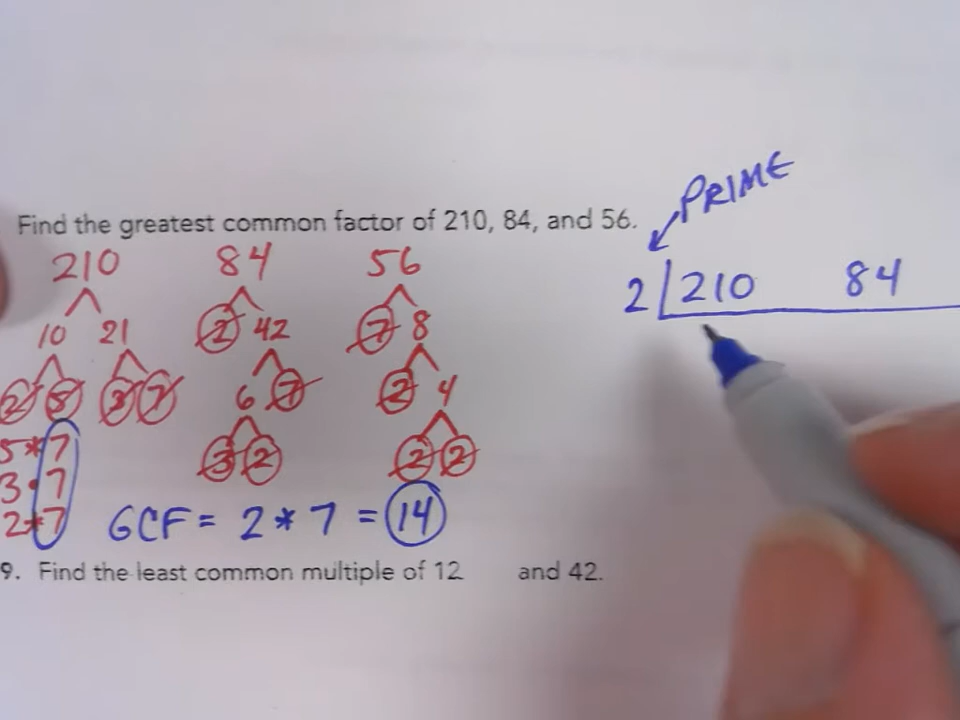 Find the greatest common factor of 210, 84, and 56.
PRIME
210 84 56
2 210 84
10 21 2 42 7 8
2 5 3 7 6 7 2 4
5*7 3 2 2 2
3·7
2*7 GCF = 2 * 7 = 14
9. Find the least common multiple of 12 and 42.